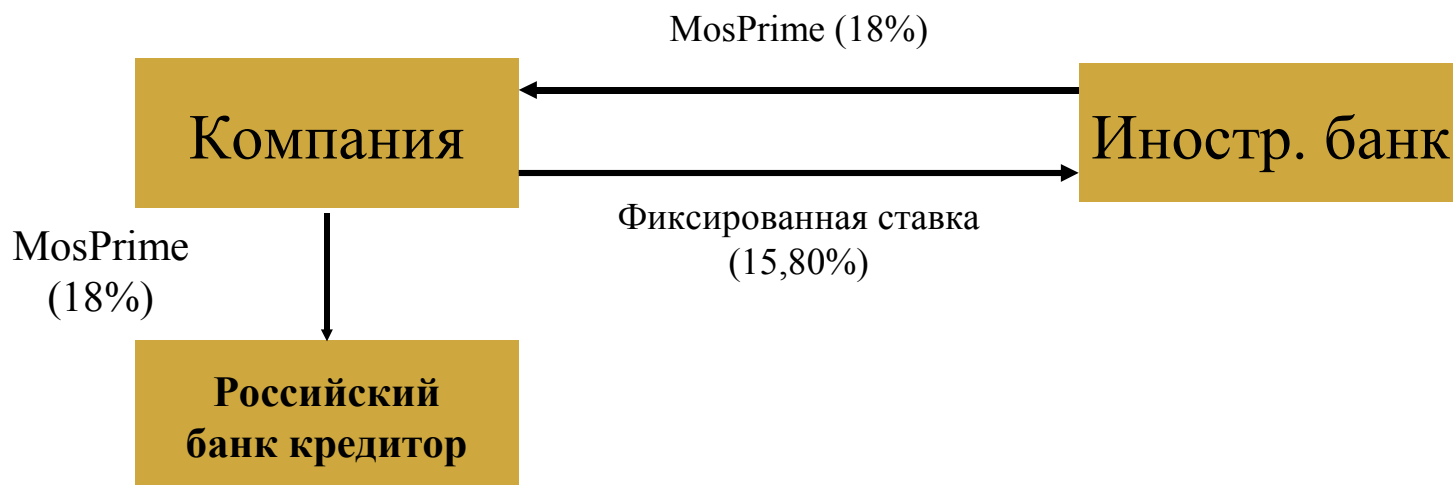 MosPrime (18%)
Компания
Иностр. банк
Фиксированная ставка
(15,80%)
MosPrime
(18%)
Российский
банк кредитор